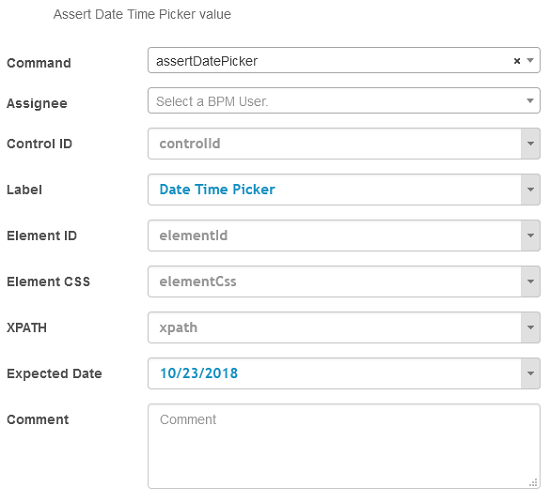 Assert Date Time Picker value
Command assertDatePicker ×
Assignee Select a BPM User.
Control ID controlId
Label Date Time Picker
Element ID elementId
Element CSS elementCss
XPATH xpath
Expected Date 10/23/2018
Comment Comment